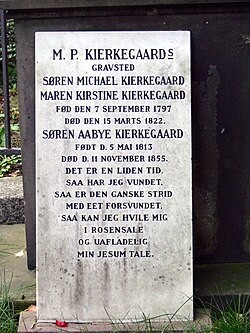 M. P. KIERKEGAARDS
GRAVSTED
SØREN MICHAEL KIERKEGAARD
MAREN KIRSTINE KIERKEGAARD
FØD DEN 7 SEPTEMBER 1797
DØD DEN 15 MARTS 1822.
SØREN AABYE KIERKEGAARD
FØDT D. 5 MAI 1813
DØD D. 11 NOVEMBER 1855.
DET ER EN LIDEN TID,
SAA HAR JEG VUNDET,
SAA ER DEN GANSKE STRID
MED EET FORSVUNDET,
SAA KAN JEG HVILE MIG
I ROSENSALE
OG UAFLADELIG
MIN JESUM TALE.